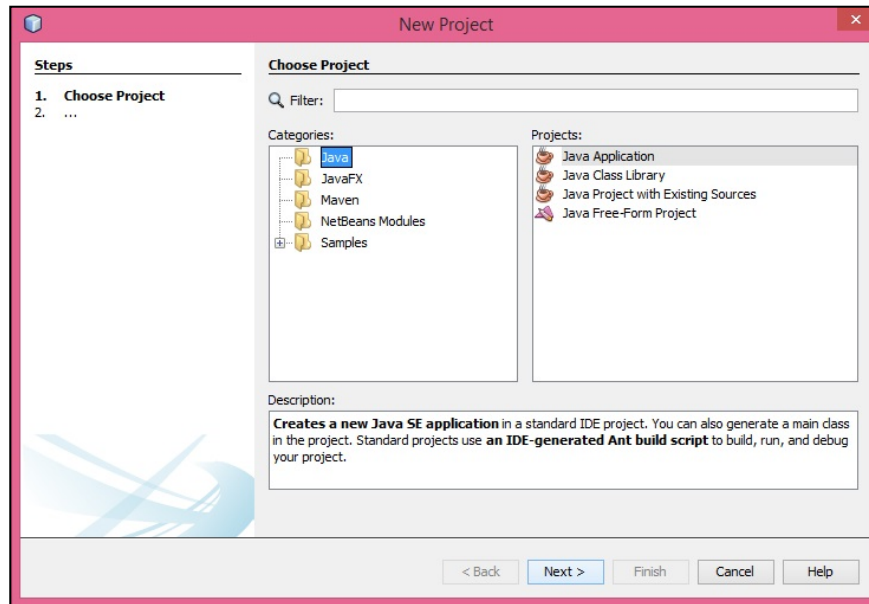 New Project
Steps
1. Choose Project
2. ...
Choose Project
Filter:
Categories:
Java
JavaFX
Maven
NetBeans Modules
Samples
Projects:
Java Application
Java Class Library
Java Project with Existing Sources
Java Free-Form Project
Description:
Creates a new Java SE application in a standard IDE project. You can also generate a main class
in the project. Standard projects use an IDE-generated Ant build script to build, run, and debug
your project.
< Back Next > Finish Cancel Help